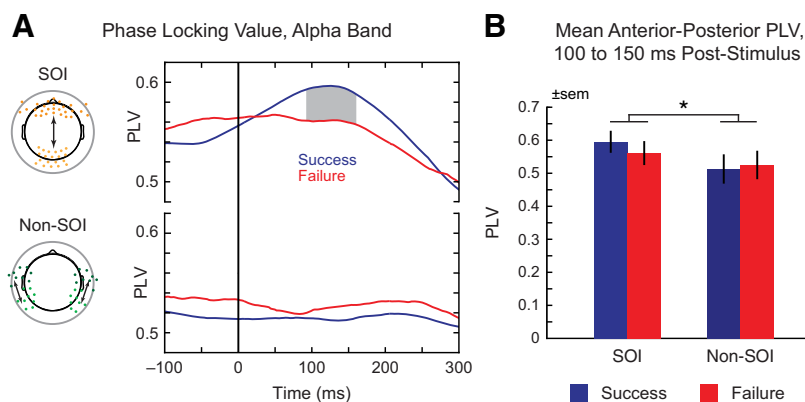 A
Phase Locking Value, Alpha Band
SOI
0.6
PLV
0.5
Success
Failure
Non-SOI
0.6
PLV
0.5
–100 0 100 200 300
Time (ms)
B
Mean Anterior-Posterior PLV,
100 to 150 ms Post-Stimulus
±sem
*
0.7
0.6
0.5
0.4
0.3
0.2
0.1
0
PLV
SOI Non-SOI
Success Failure